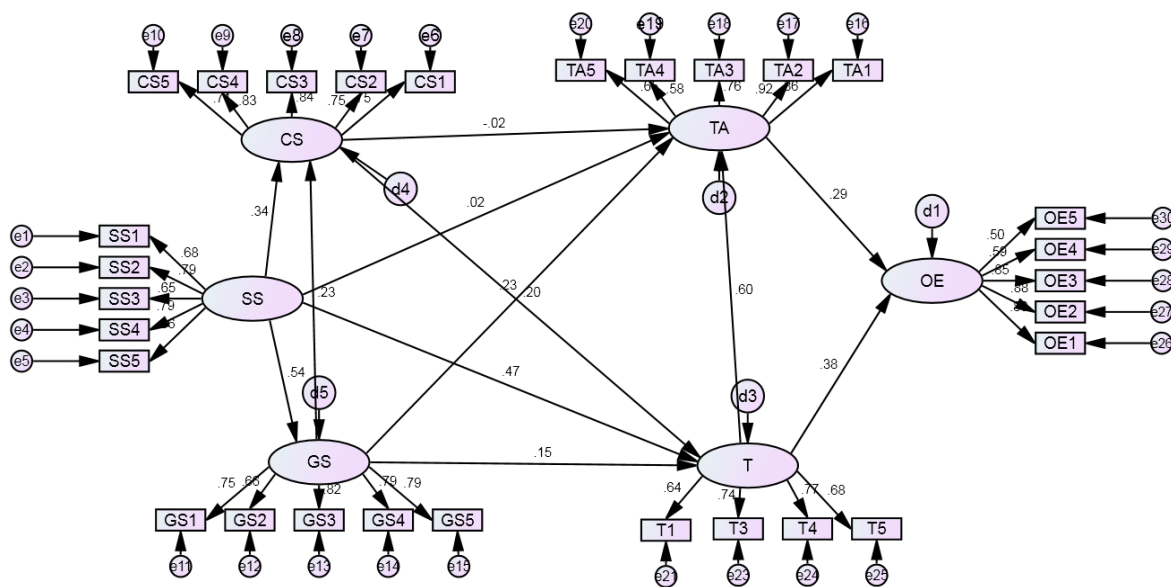 e10 e9 e8 e7 e6
e20 e19 e18 e17 e16
CS5 CS4 CS3 CS2 CS1
TA5 TA4 TA3 TA2 TA1
.83 .84 .75
.58 .76 .92
CS -.02 TA
d4 d2
.34 .29
.02
d1
e1 SS1 OE5 e30
.68 .50
e2 SS2 OE4 e29
.79 .59
e3 SS3 SS OE OE3 e28
.65 .23 .23 .20 .60
e4 SS4 .88 OE2 e27
.79
e5 SS5 OE1 e26
.54 .47 .38
d5 d3
GS .15 T
.75 .66 .82 .79 .79
.64 .74 .77 .68
GS1 GS2 GS3 GS4 GS5
T1 T3 T4 T5
e11 e12 e13 e14 e15
e21 e23 e24 e25